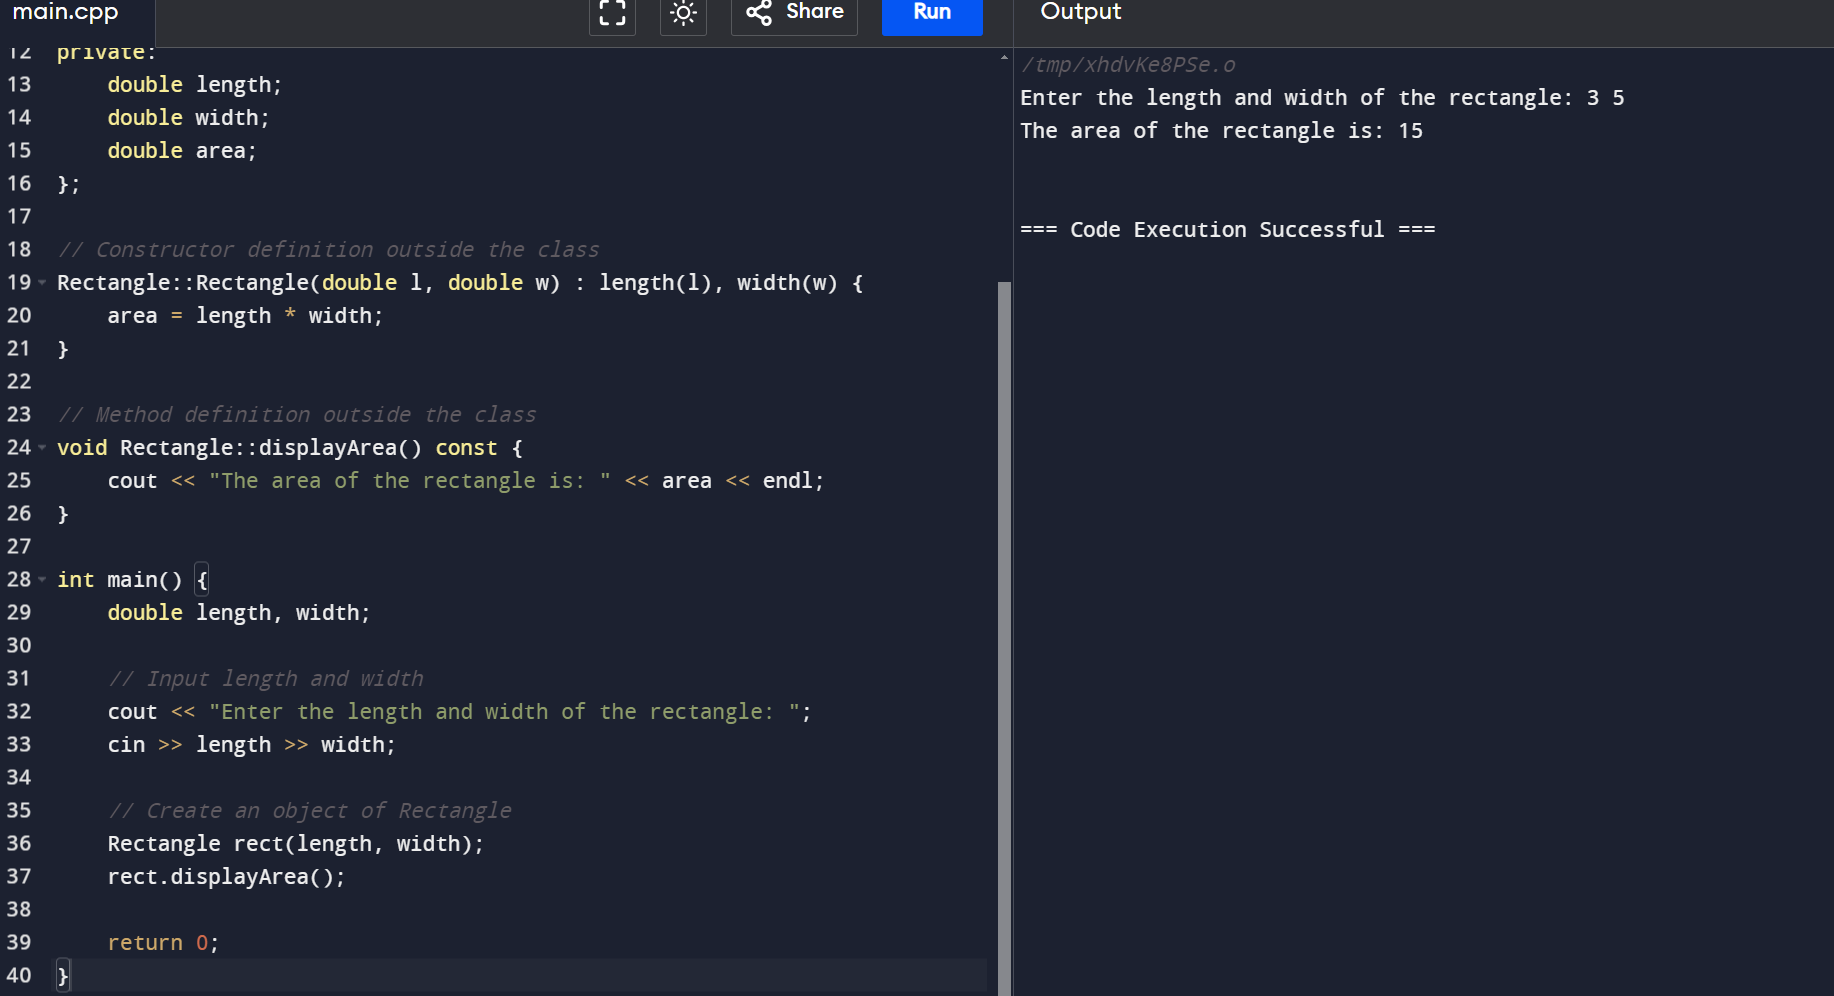 main.cpp
Share
Run
Output
12 private:
13     double length;
14     double width;
15     double area;
16 };
17
18 // Constructor definition outside the class
19 Rectangle::Rectangle(double l, double w) : length(l), width(w) {
20     area = length * width;
21 }
22
23 // Method definition outside the class
24 void Rectangle::displayArea() const {
25     cout << "The area of the rectangle is: " << area << endl;
26 }
27
28 int main() {
29     double length, width;
30
31     // Input length and width
32     cout << "Enter the length and width of the rectangle: ";
33     cin >> length >> width;
34
35     // Create an object of Rectangle
36     Rectangle rect(length, width);
37     rect.displayArea();
38
39     return 0;
40 }
/tmp/xhdvKe8PSe.o
Enter the length and width of the rectangle: 3 5
The area of the rectangle is: 15
=== Code Execution Successful ===